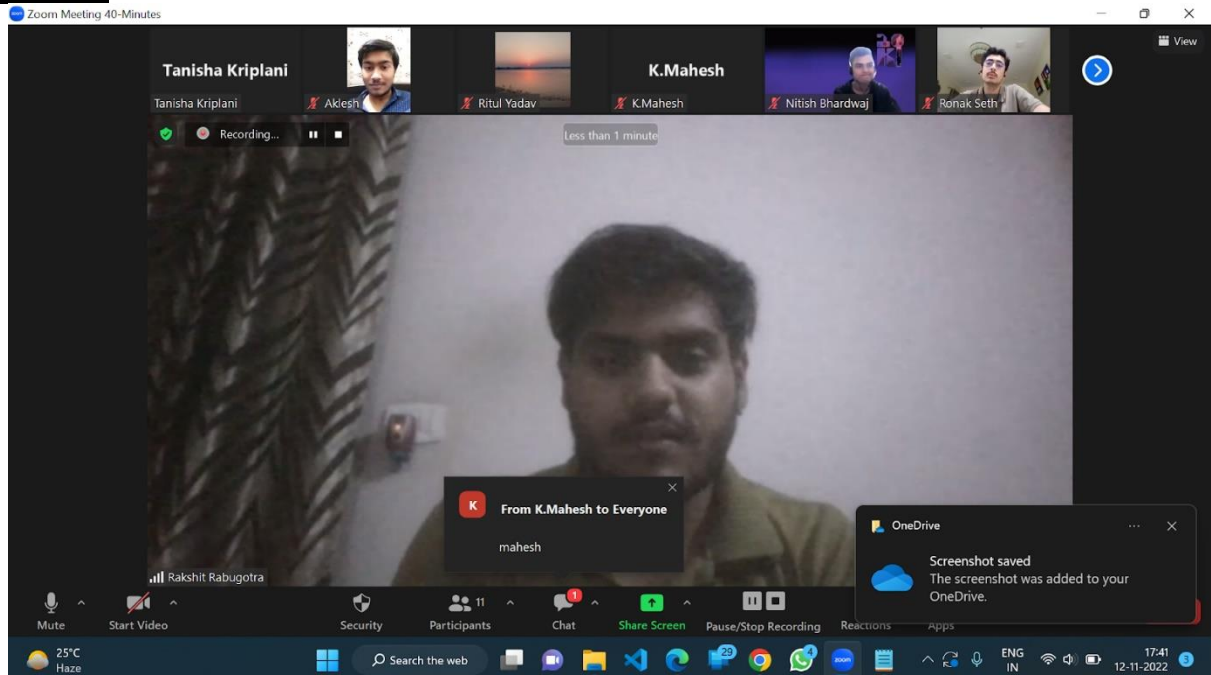 Zoom Meeting 40-Minutes
View
Tanisha Kriplani
K.Mahesh
Tanisha Kriplani
Aklesh
Ritul Yadav
K.Mahesh
Nitish Bhardwaj
Ronak Seth
Recording...
Less than 1 minute
K
From K.Mahesh to Everyone
mahesh
OneDrive
Screenshot saved
The screenshot was added to your
OneDrive.
Rakshit Rabugotra
11
1
Mute
Start Video
Security
Participants
Chat
Share Screen
Pause/Stop Recording
Reactions
Apps
25°C
Haze
Search the web
29
4
zoom
ENG
IN
17:41
12-11-2022
3